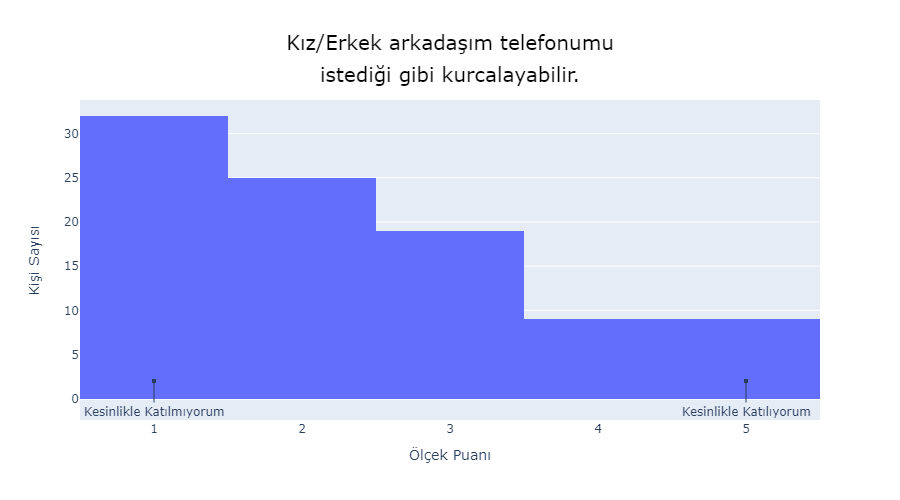 Kız/Erkek arkadaşım telefonumu
istediği gibi kurcalayabilir.
Kişi Sayısı
30
25
20
15
10
5
0
Kesinlikle Katılmıyorum
Kesinlikle Katılıyorum
1 2 3 4 5
Ölçek Puanı